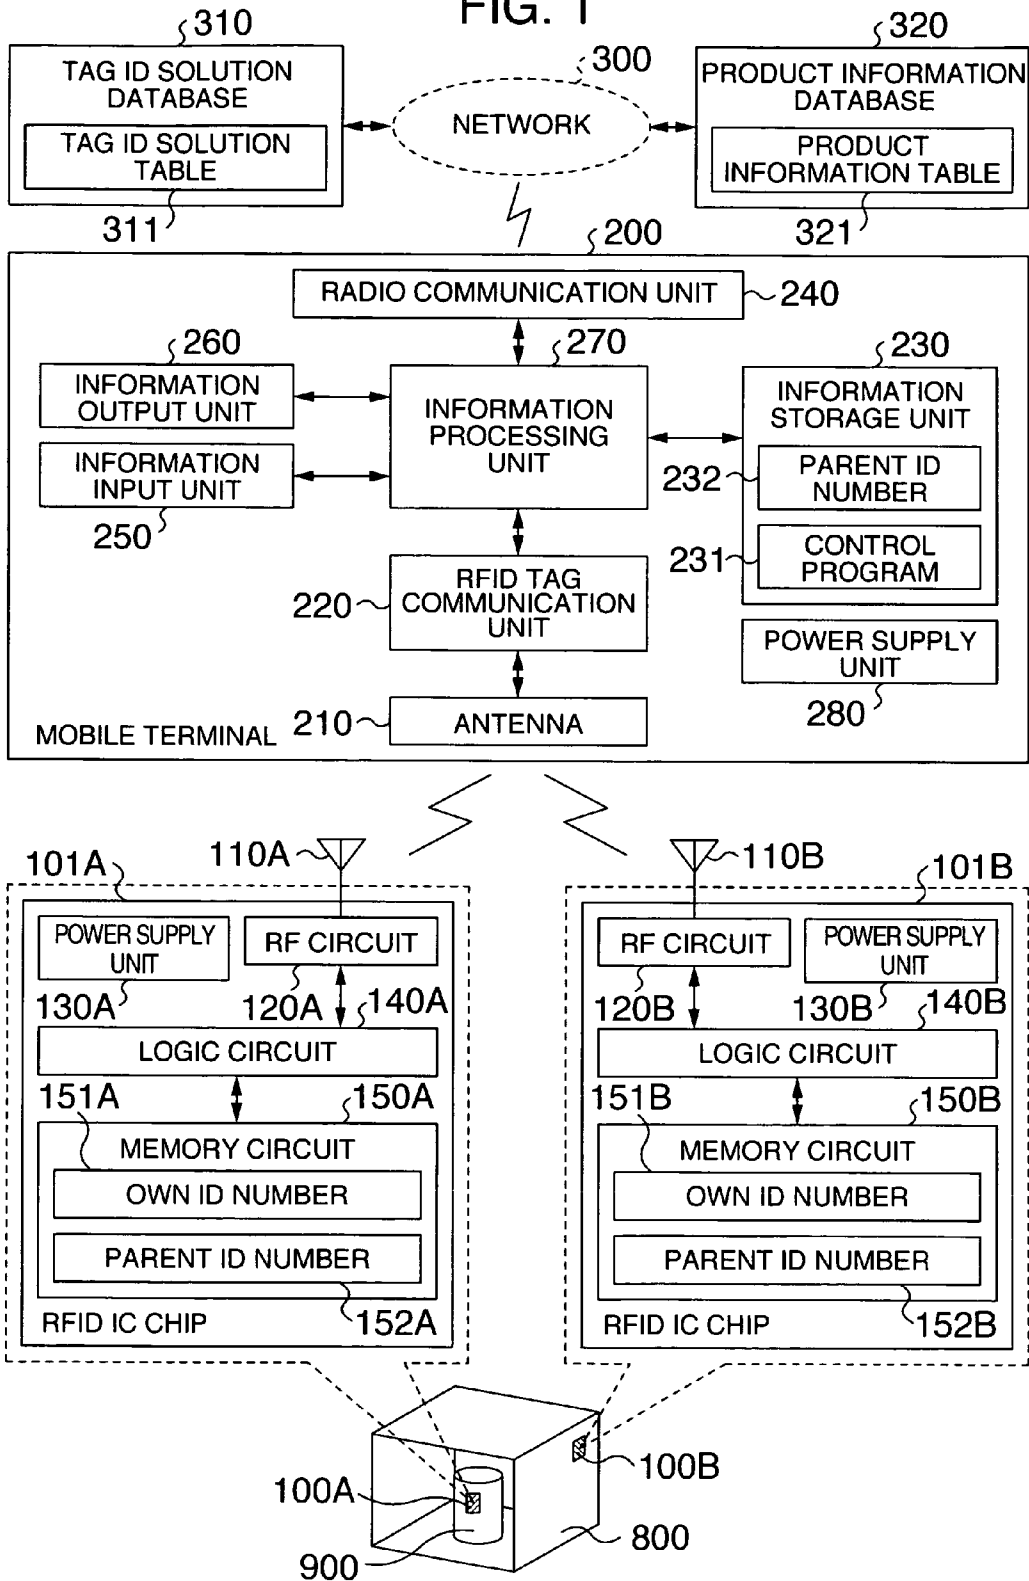 FIG. 1
310
TAG ID SOLUTION
DATABASE
TAG ID SOLUTION
TABLE
311
300
NETWORK
320
PRODUCT INFORMATION
DATABASE
PRODUCT
INFORMATION TABLE
321
200
RADIO COMMUNICATION UNIT
240
260
INFORMATION
OUTPUT UNIT
INFORMATION
INPUT UNIT
250
270
INFORMATION
PROCESSING
UNIT
230
INFORMATION
STORAGE UNIT
232
PARENT ID
NUMBER
231
CONTROL
PROGRAM
220
RFID TAG
COMMUNICATION
UNIT
POWER SUPPLY
UNIT
280
210
ANTENNA
MOBILE TERMINAL
101A
110A
POWER SUPPLY
UNIT
130A
RF CIRCUIT
120A
140A
LOGIC CIRCUIT
151A
150A
MEMORY CIRCUIT
OWN ID NUMBER
PARENT ID NUMBER
152A
RFID IC CHIP
110B
101B
RF CIRCUIT
120B
POWER SUPPLY
UNIT
130B
140B
LOGIC CIRCUIT
151B
150B
MEMORY CIRCUIT
OWN ID NUMBER
PARENT ID NUMBER
152B
RFID IC CHIP
100A
100B
900
800